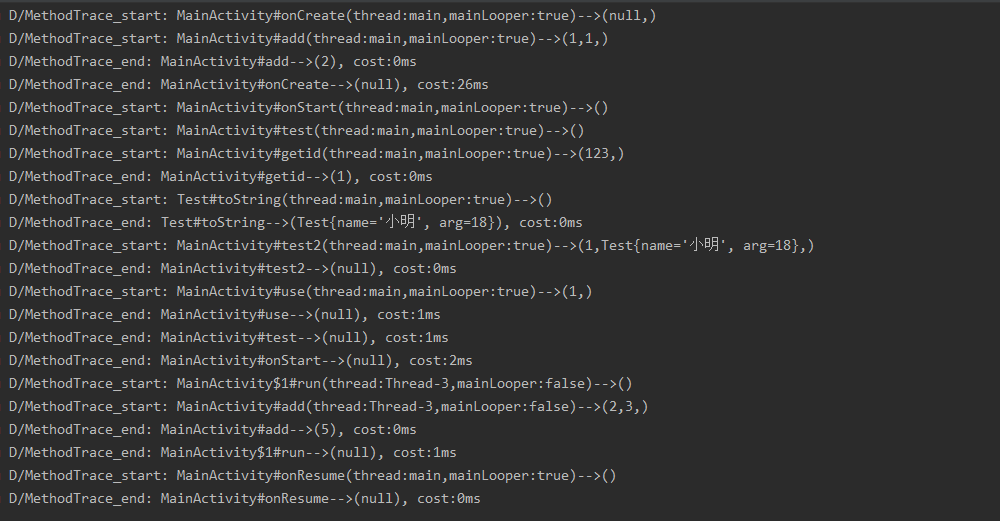 D/MethodTrace_start: MainActivity#onCreate(thread:main,mainLooper:true)-->(null,)
D/MethodTrace_start: MainActivity#add(thread:main,mainLooper:true)-->(1,1,)
D/MethodTrace_end: MainActivity#add-->(2), cost:0ms
D/MethodTrace_end: MainActivity#onCreate-->(null), cost:26ms
D/MethodTrace_start: MainActivity#onStart(thread:main,mainLooper:true)-->()
D/MethodTrace_start: MainActivity#test(thread:main,mainLooper:true)-->()
D/MethodTrace_start: MainActivity#getid(thread:main,mainLooper:true)-->(123,)
D/MethodTrace_end: MainActivity#getid-->(1), cost:0ms
D/MethodTrace_start: Test#toString(thread:main,mainLooper:true)-->()
D/MethodTrace_end: Test#toString-->(Test{name='小明', arg=18}), cost:0ms
D/MethodTrace_start: MainActivity#test2(thread:main,mainLooper:true)-->(1,Test{name='小明', arg=18},)
D/MethodTrace_end: MainActivity#test2-->(null), cost:0ms
D/MethodTrace_start: MainActivity#use(thread:main,mainLooper:true)-->(1,)
D/MethodTrace_end: MainActivity#use-->(null), cost:1ms
D/MethodTrace_end: MainActivity#test-->(null), cost:1ms
D/MethodTrace_end: MainActivity#onStart-->(null), cost:2ms
D/MethodTrace_start: MainActivity$1#run(thread:Thread-3,mainLooper:false)-->()
D/MethodTrace_start: MainActivity#add(thread:Thread-3,mainLooper:false)-->(2,3,)
D/MethodTrace_end: MainActivity#add-->(5), cost:0ms
D/MethodTrace_end: MainActivity$1#run-->(null), cost:1ms
D/MethodTrace_start: MainActivity#onResume(thread:main,mainLooper:true)-->()
D/MethodTrace_end: MainActivity#onResume-->(null), cost:0ms